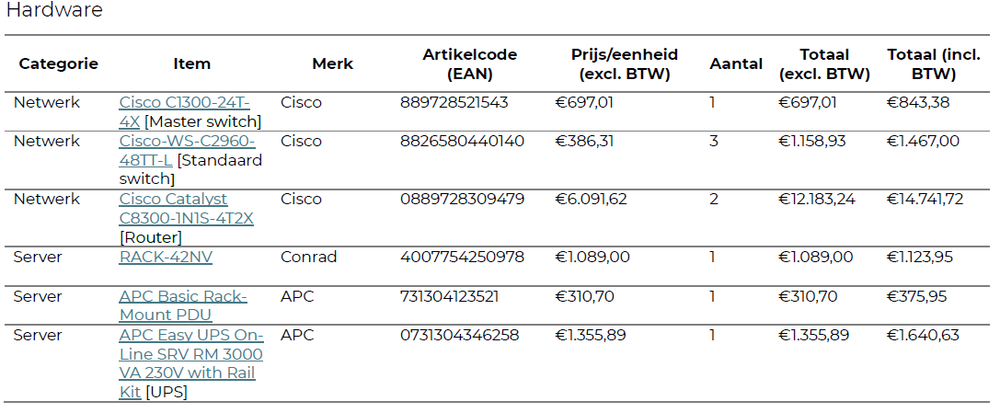 Hardware
Categorie Item Merk Artikelcode (EAN) Prijs/eenheid (excl. BTW) Aantal Totaal (excl. BTW) Totaal (incl. BTW)
Netwerk Cisco C1300-24T-4X [Master switch] Cisco 889728521543 €697,01 1 €697,01 €843,38
Netwerk Cisco-WS-C2960-48TT-L [Standaard switch] Cisco 8826580440140 €386,31 3 €1.158,93 €1.467,00
Netwerk Cisco Catalyst C8300-1N1S-4T2X [Router] Cisco 0889728309479 €6.091,62 2 €12.183,24 €14.741,72
Server RACK-42NV Conrad 4007754250978 €1.089,00 1 €1.089,00 €1.123,95
Server APC Basic Rack-Mount PDU APC 731304123521 €310,70 1 €310,70 €375,95
Server APC Easy UPS On-Line SRV RM 3000 VA 230V with Rail Kit [UPS] APC 0731304346258 €1.355,89 1 €1.355,89 €1.640,63